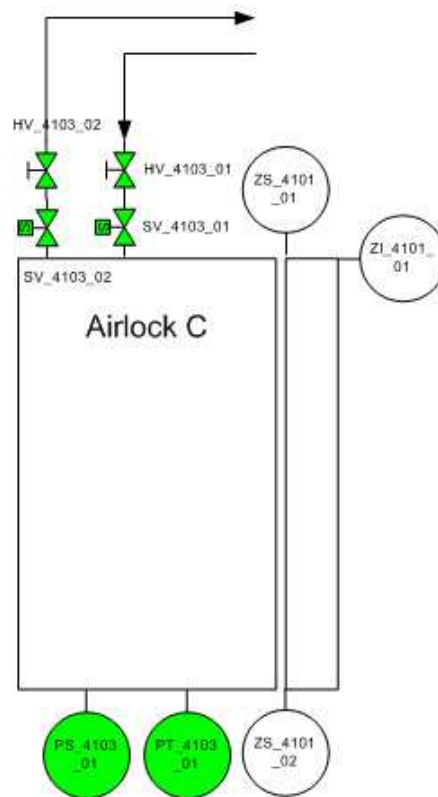 HV_4103_02
HV_4103_01
ZS_4101
_01
S
S
SV_4103_01
ZI_4101_
01
SV_4103_02
Airlock C
PS_4103
_01
PT_4103
_01
ZS_4101
_02